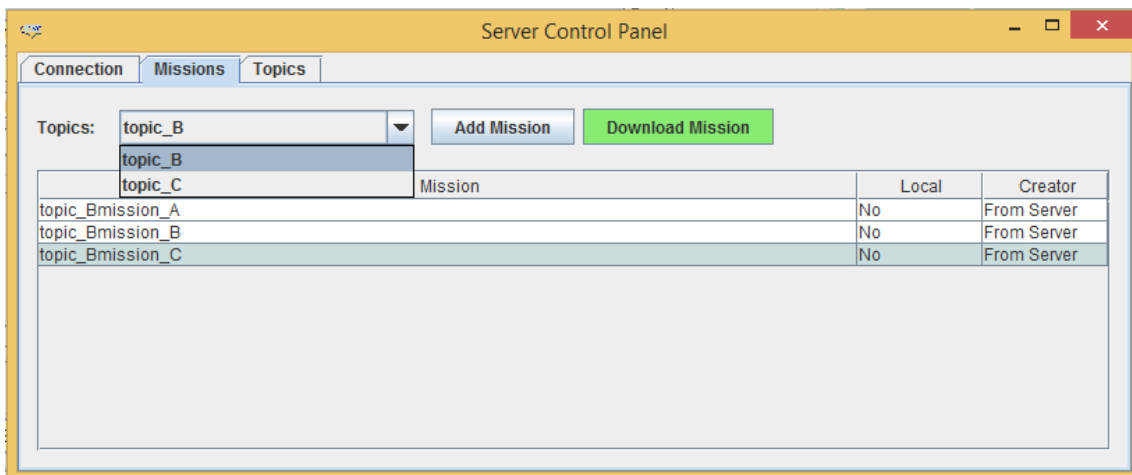 Server Control Panel
Connection Missions Topics
Topics: topic_B Add Mission Download Mission
topic_B
topic_C
Mission Local Creator
topic_Bmission_A No From Server
topic_Bmission_B No From Server
topic_Bmission_C No From Server